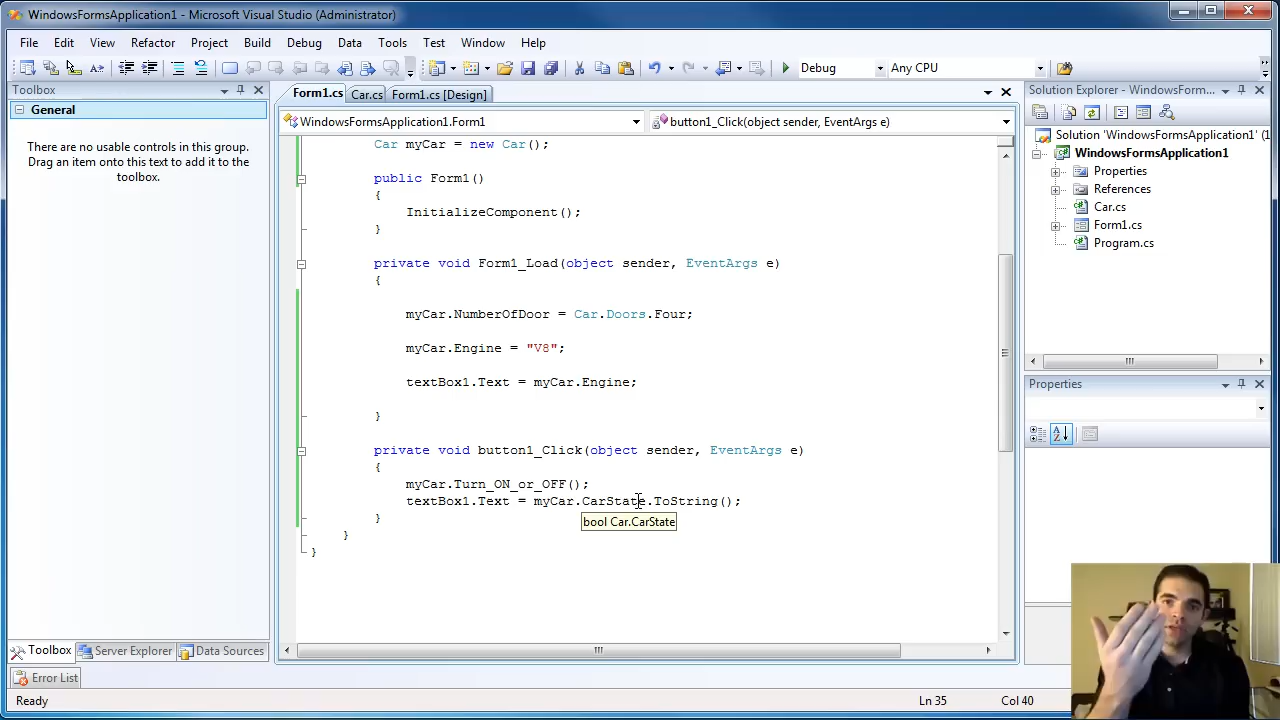 WindowsFormsApplication1 - Microsoft Visual Studio (Administrator)
File Edit View Refactor Project Build Debug Data Tools Test Window Help
Debug Any CPU
Toolbox
General
There are no usable controls in this group.
Drag an item onto this text to add it to the
toolbox.
Form1.cs Car.cs Form1.cs [Design]
WindowsFormsApplication1.Form1 button1_Click(object sender, EventArgs e)
Car myCar = new Car();
public Form1()
{
InitializeComponent();
}
private void Form1_Load(object sender, EventArgs e)
{
myCar.NumberOfDoor = Car.Doors.Four;
myCar.Engine = "V8";
textBox1.Text = myCar.Engine;
}
private void button1_Click(object sender, EventArgs e)
{
myCar.Turn_ON_or_OFF();
textBox1.Text = myCar.CarState.ToString();
bool Car.CarState
}
}
}
Solution Explorer - WindowsForm...
Solution 'WindowsFormsApplication1' (1
WindowsFormsApplication1
Properties
References
Car.cs
Form1.cs
Program.cs
Properties
Toolbox Server Explorer Data Sources
Error List
Ready Ln 35 Col 40